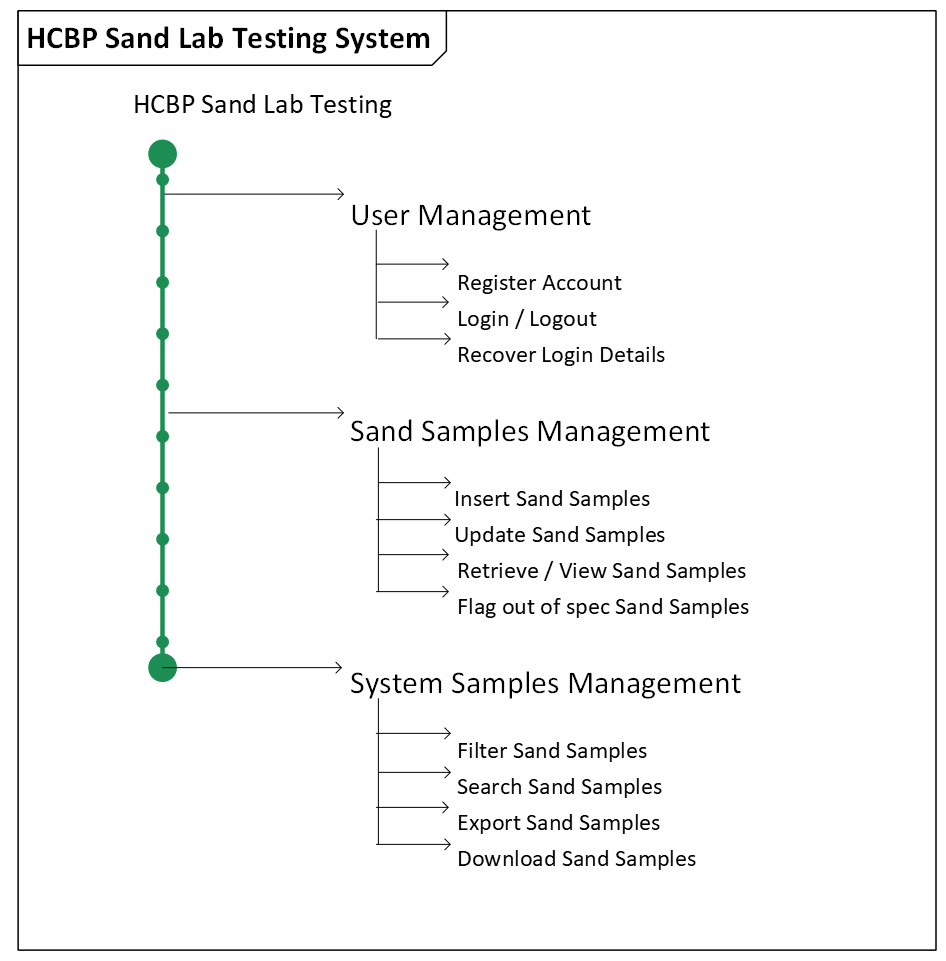 HCBP Sand Lab Testing System
HCBP Sand Lab Testing
User Management
Register Account
Login / Logout
Recover Login Details
Sand Samples Management
Insert Sand Samples
Update Sand Samples
Retrieve / View Sand Samples
Flag out of spec Sand Samples
System Samples Management
Filter Sand Samples
Search Sand Samples
Export Sand Samples
Download Sand Samples